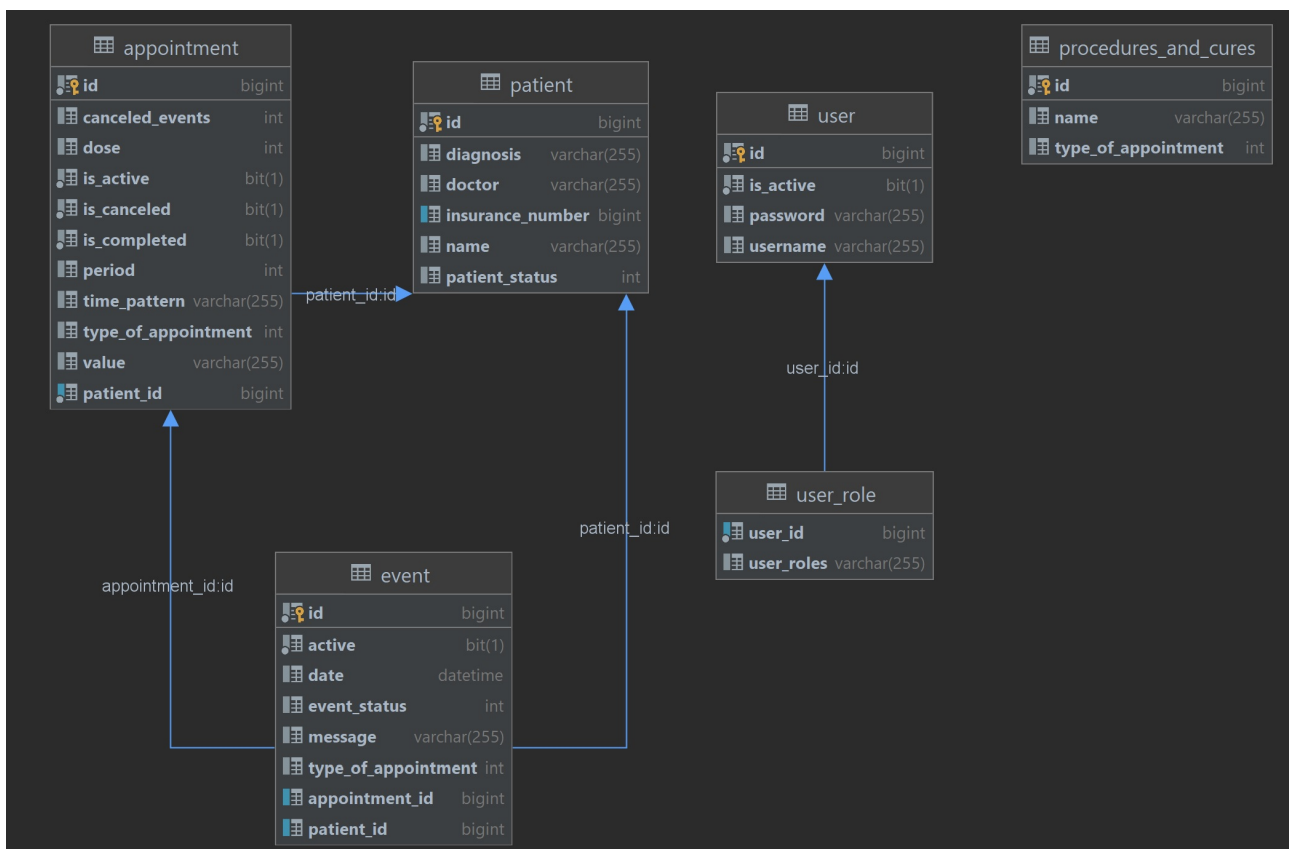 appointment
id bigint
canceled_events int
dose int
is_active bit(1)
is_canceled bit(1)
is_completed bit(1)
period int
time_pattern varchar(255)
type_of_appointment int
value varchar(255)
patient_id bigint
patient_id:id
patient
id bigint
diagnosis varchar(255)
doctor varchar(255)
insurance_number bigint
name varchar(255)
patient_status int
user
id bigint
is_active bit(1)
password varchar(255)
username varchar(255)
procedures_and_cures
id bigint
name varchar(255)
type_of_appointment int
user_id:id
user_role
user_id bigint
user_roles varchar(255)
patient_id:id
appointment_id:id
event
id bigint
active bit(1)
date datetime
event_status int
message varchar(255)
type_of_appointment int
appointment_id bigint
patient_id bigint